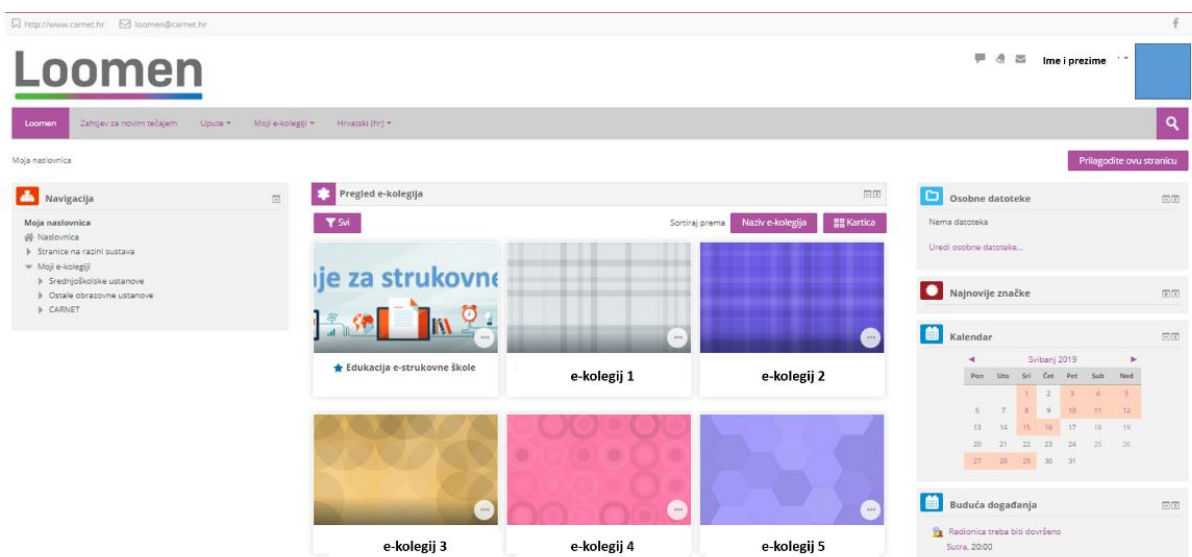 http://www.carnet.hr loomen@carnet.hr
Loomen
Ime i prezime
Loomen Zahtjev za novim tečajem Upute Moji e-kolegiji Hrvatski (hr)
Moja naslovnica
Prilagodite ovu stranicu
Navigacija
Moja naslovnica
Naslovnica
Stranice na razini sustava
Moji e-kolegiji
Srednjoškolske ustanove
Ostale obrazovne ustanove
CARNET
Pregled e-kolegija
Svi
Sortiraj prema Naziv e-kolegija Kartica
je za strukovne
Edukacija e-strukovne škole
e-kolegij 1
e-kolegij 2
e-kolegij 3
e-kolegij 4
e-kolegij 5
Osobne datoteke
Nema datoteka
Uredi osobne datoteke...
Najnovije značke
Kalendar
Svibanj 2019
Pon Uto Sri Čet Pet Sub Ned
1 2 3 4 5
6 7 8 9 10 11 12
13 14 15 16 17 18 19
20 21 22 23 24 25 26
27 28 29 30 31
Buduća događanja
Radionica treba biti dovršeno
Sutra, 20:00